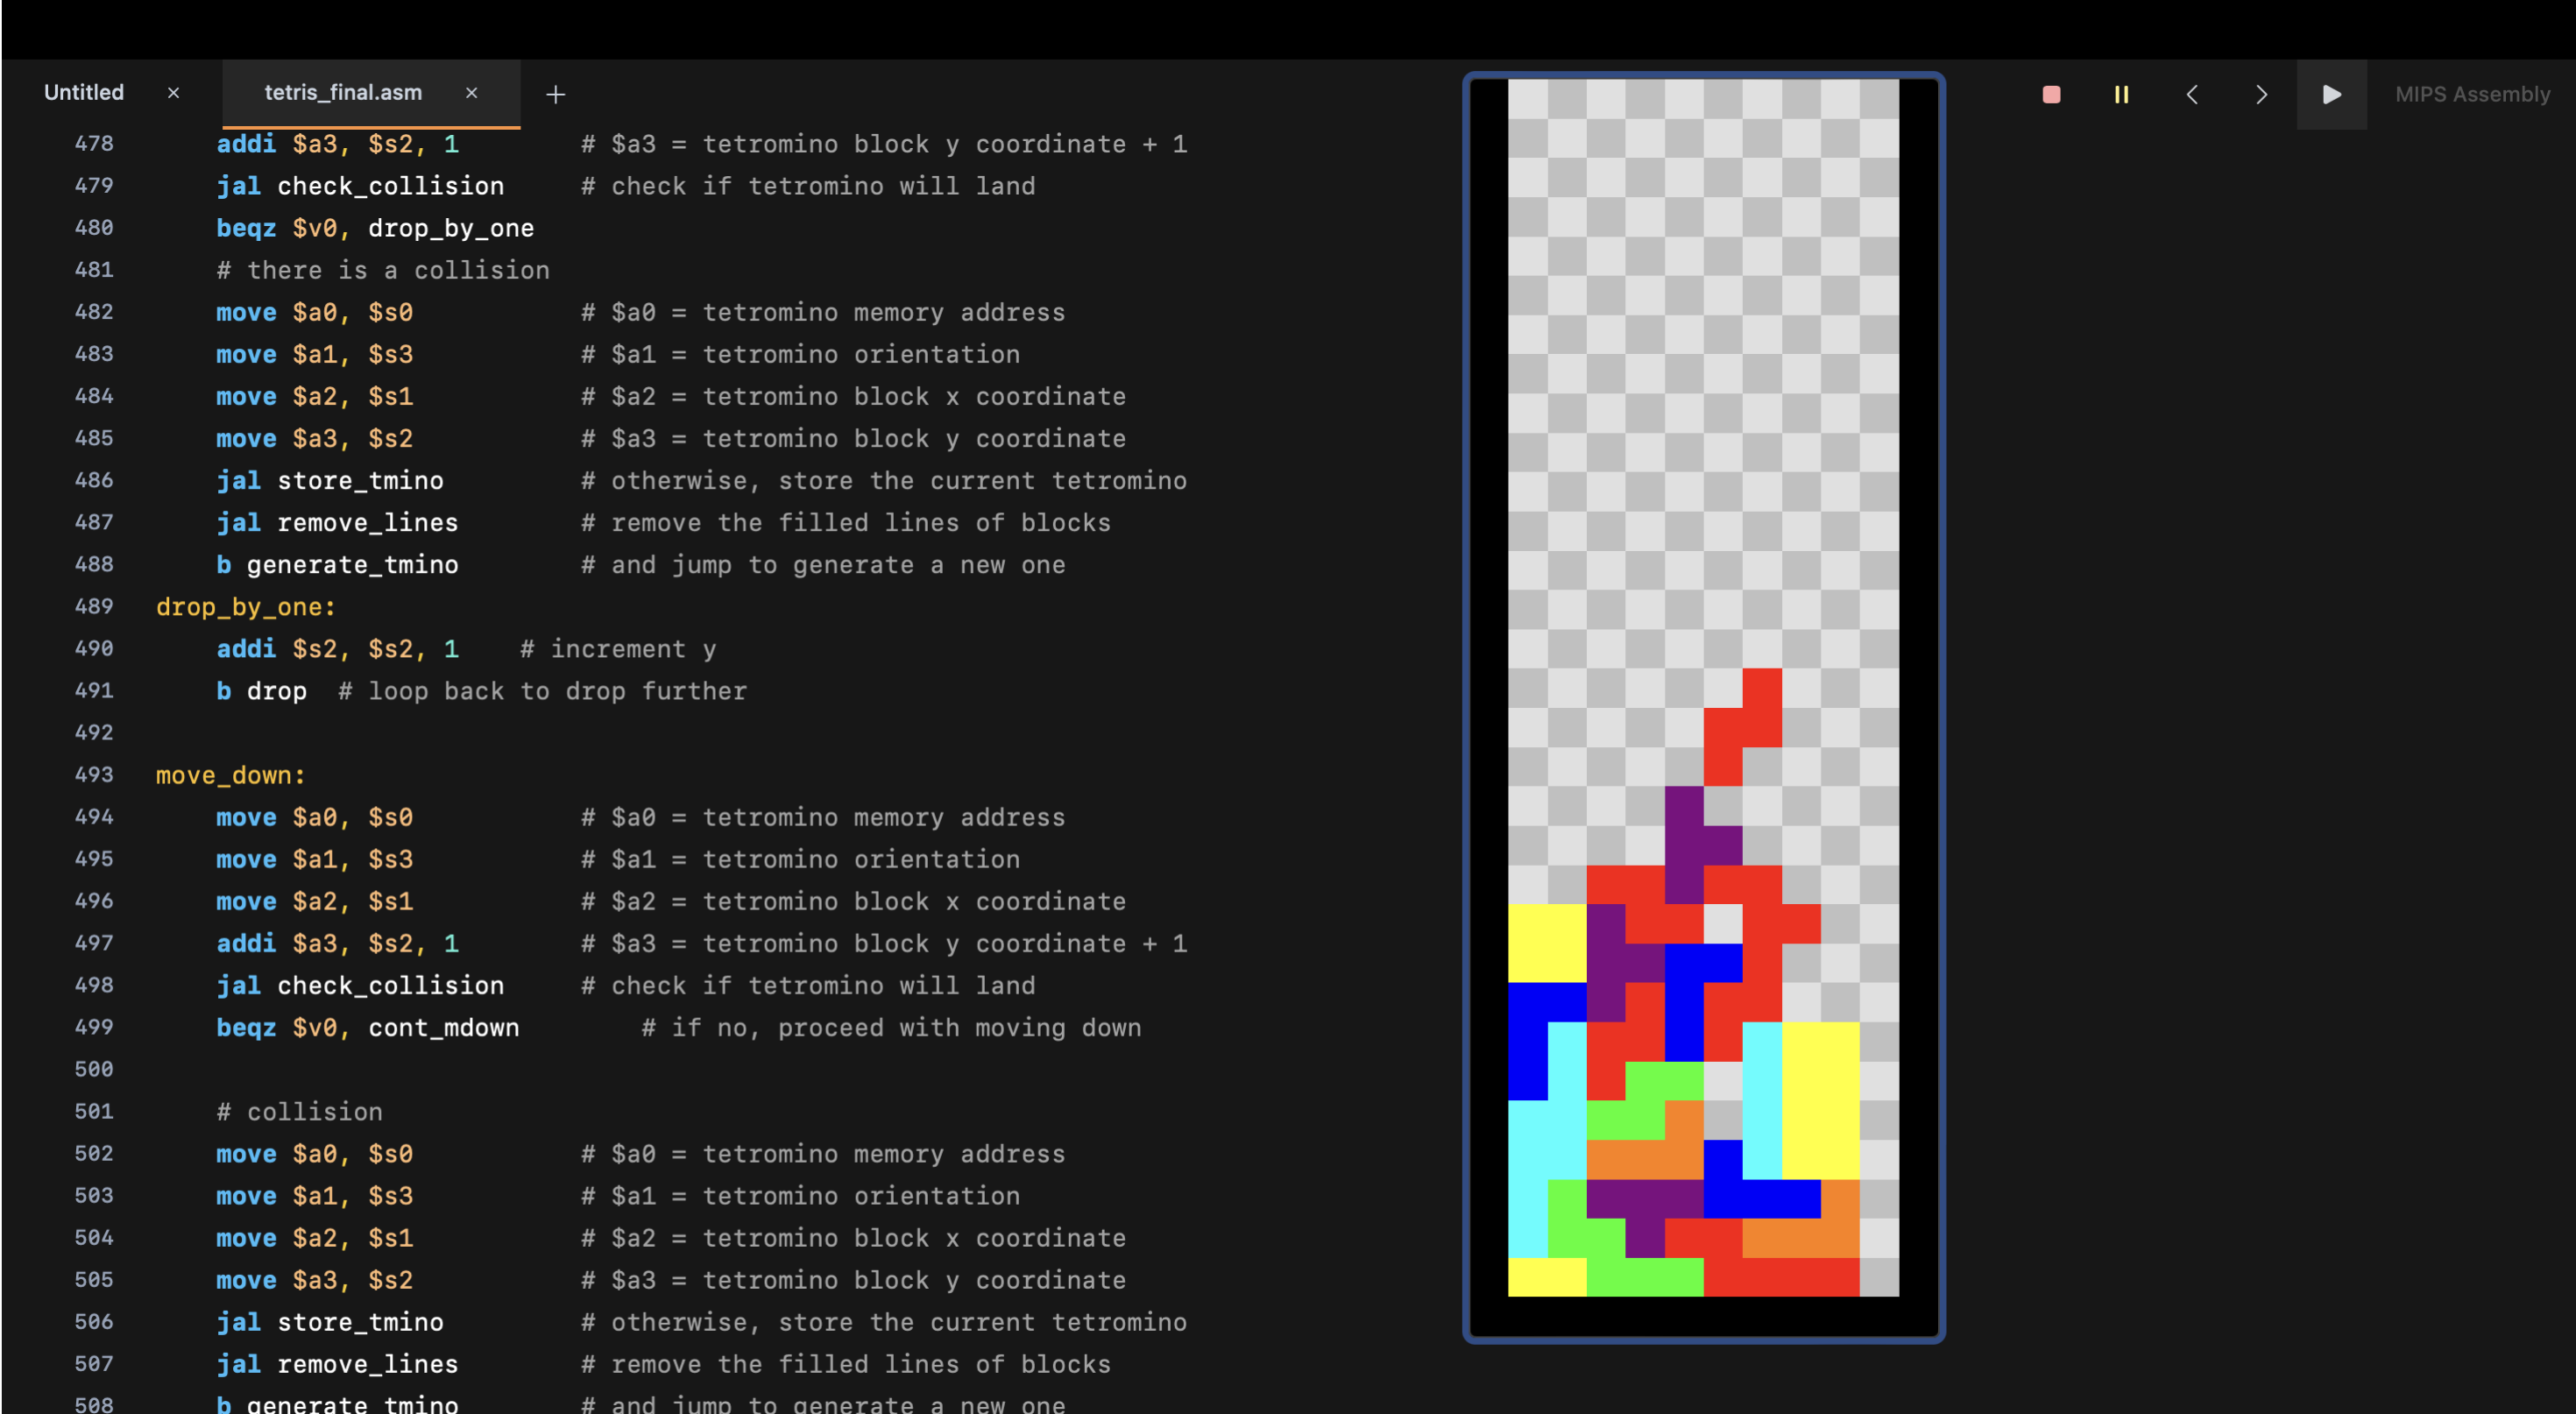 Untitled × tetris_final.asm × + MIPS Assembly
478 addi $a3, $s2, 1 # $a3 = tetromino block y coordinate + 1
479 jal check_collision # check if tetromino will land
480 beqz $v0, drop_by_one
481 # there is a collision
482 move $a0, $s0 # $a0 = tetromino memory address
483 move $a1, $s3 # $a1 = tetromino orientation
484 move $a2, $s1 # $a2 = tetromino block x coordinate
485 move $a3, $s2 # $a3 = tetromino block y coordinate
486 jal store_tmino # otherwise, store the current tetromino
487 jal remove_lines # remove the filled lines of blocks
488 b generate_tmino # and jump to generate a new one
489 drop_by_one:
490 addi $s2, $s2, 1 # increment y
491 b drop # loop back to drop further
492
493 move_down:
494 move $a0, $s0 # $a0 = tetromino memory address
495 move $a1, $s3 # $a1 = tetromino orientation
496 move $a2, $s1 # $a2 = tetromino block x coordinate
497 addi $a3, $s2, 1 # $a3 = tetromino block y coordinate + 1
498 jal check_collision # check if tetromino will land
499 beqz $v0, cont_mdown # if no, proceed with moving down
500
501 # collision
502 move $a0, $s0 # $a0 = tetromino memory address
503 move $a1, $s3 # $a1 = tetromino orientation
504 move $a2, $s1 # $a2 = tetromino block x coordinate
505 move $a3, $s2 # $a3 = tetromino block y coordinate
506 jal store_tmino # otherwise, store the current tetromino
507 jal remove_lines # remove the filled lines of blocks
508 b generate_tmino # and jump to generate a new one